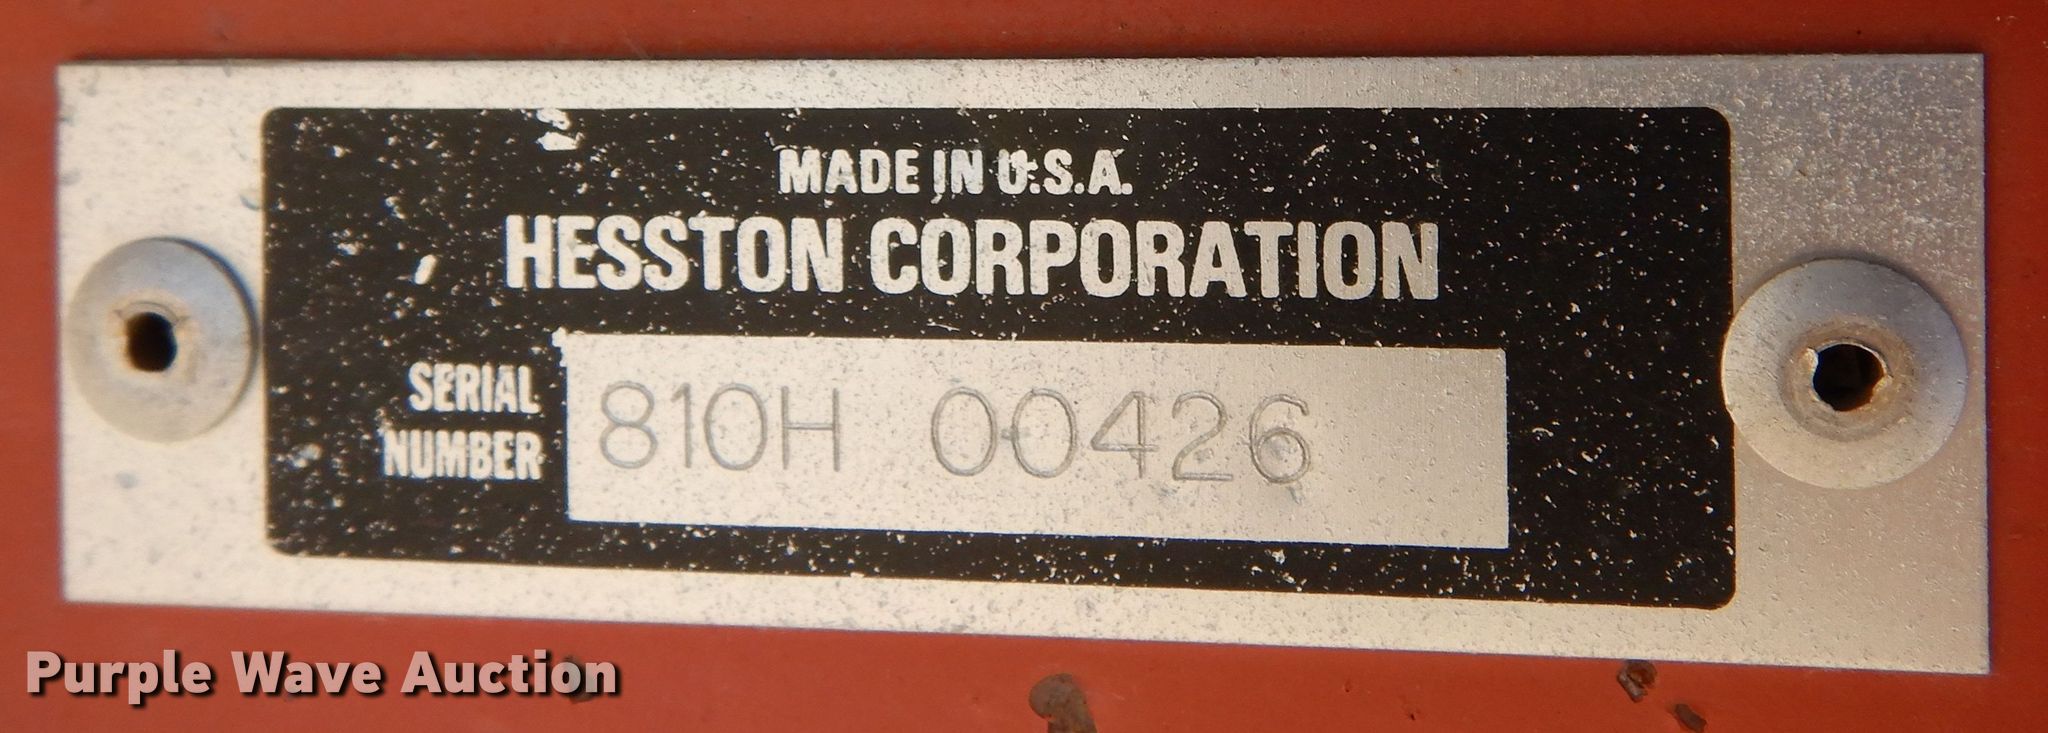 MADE IN U.S.A.
HESSTON CORPORATION
SERIAL
NUMBER
810H 00426
Purple Wave Auction